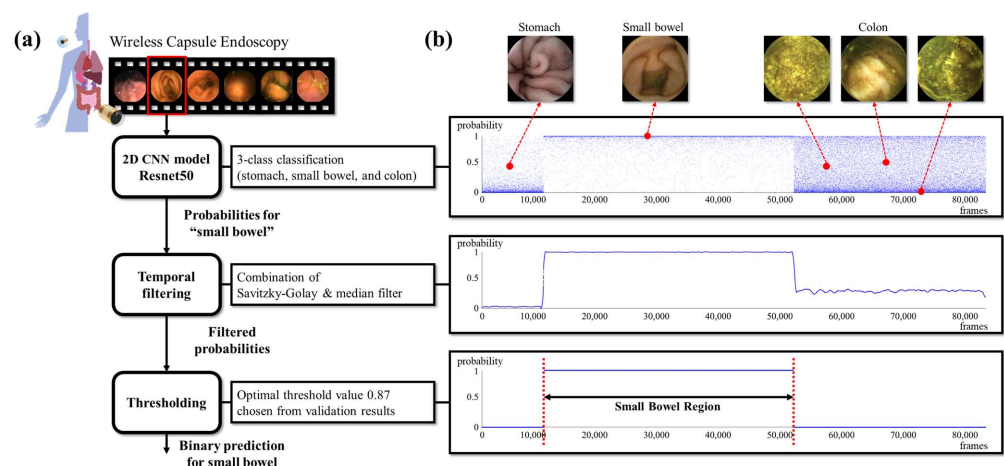 (a)
Wireless Capsule Endoscopy
2D CNN model
Resnet50
3-class classification
(stomach, small bowel, and colon)
Probabilities for
“small bowel”
Temporal
filtering
Combination of
Savitzky-Golay & median filter
Filtered
probabilities
Thresholding
Optimal threshold value 0.87
chosen from validation results
Binary prediction
for small bowel
(b)
Stomach
Small bowel
Colon
probability
1
0.5
0
0 10,000 20,000 30,000 40,000 50,000 60,000 70,000 80,000
frames
probability
1
0.5
0
0 10,000 20,000 30,000 40,000 50,000 60,000 70,000 80,000
frames
probability
1
0.5
Small Bowel Region
0
0 10,000 20,000 30,000 40,000 50,000 60,000 70,000 80,000
frames